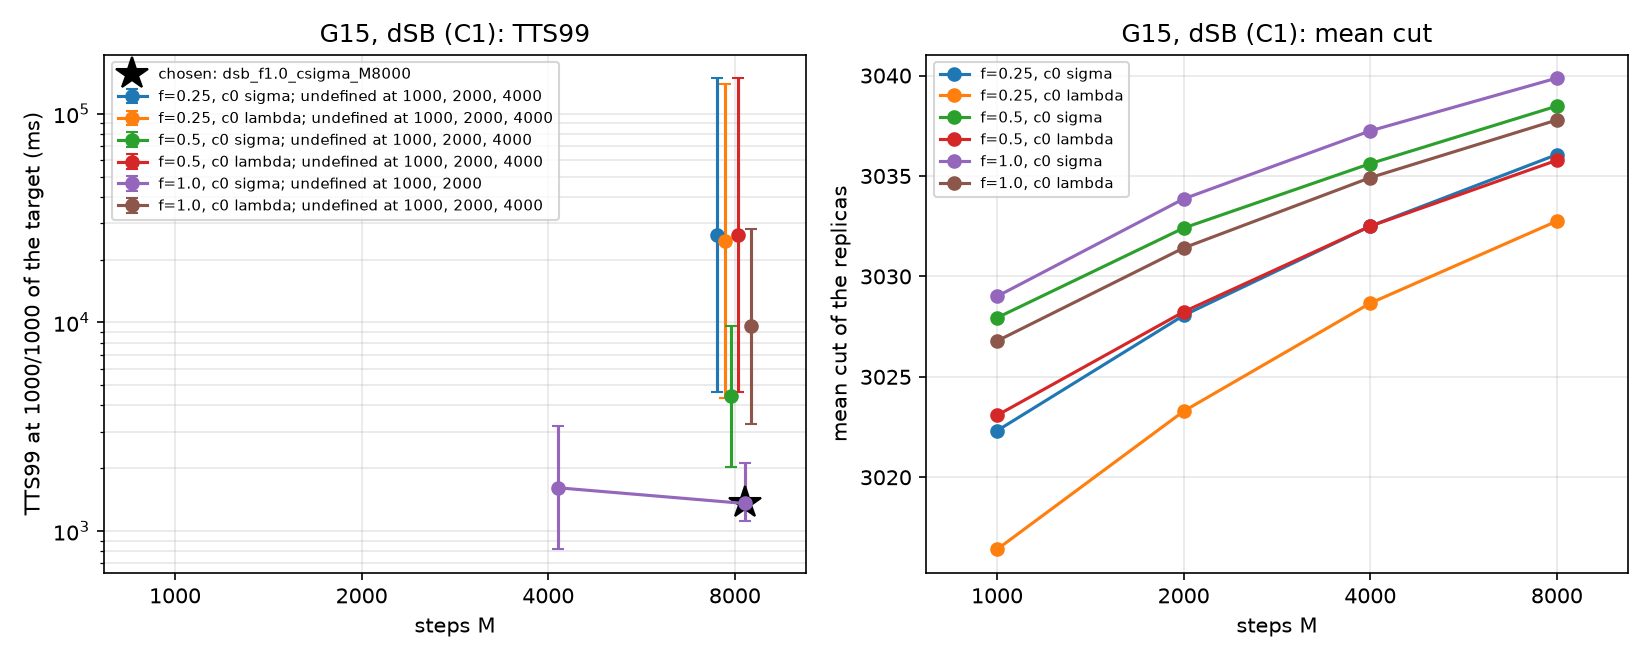 G15, dSB (C1): TTS99
TTS99 at 1000/1000 of the target (ms)
10^5
10^4
10^3
chosen: dsb_f1.0_csigma_M8000
f=0.25, c0 sigma; undefined at 1000, 2000, 4000
f=0.25, c0 lambda; undefined at 1000, 2000, 4000
f=0.5, c0 sigma; undefined at 1000, 2000, 4000
f=0.5, c0 lambda; undefined at 1000, 2000, 4000
f=1.0, c0 sigma; undefined at 1000, 2000
f=1.0, c0 lambda; undefined at 1000, 2000, 4000
1000 2000 4000 8000
steps M
G15, dSB (C1): mean cut
mean cut of the replicas
3040
3035
3030
3025
3020
f=0.25, c0 sigma
f=0.25, c0 lambda
f=0.5, c0 sigma
f=0.5, c0 lambda
f=1.0, c0 sigma
f=1.0, c0 lambda
1000 2000 4000 8000
steps M